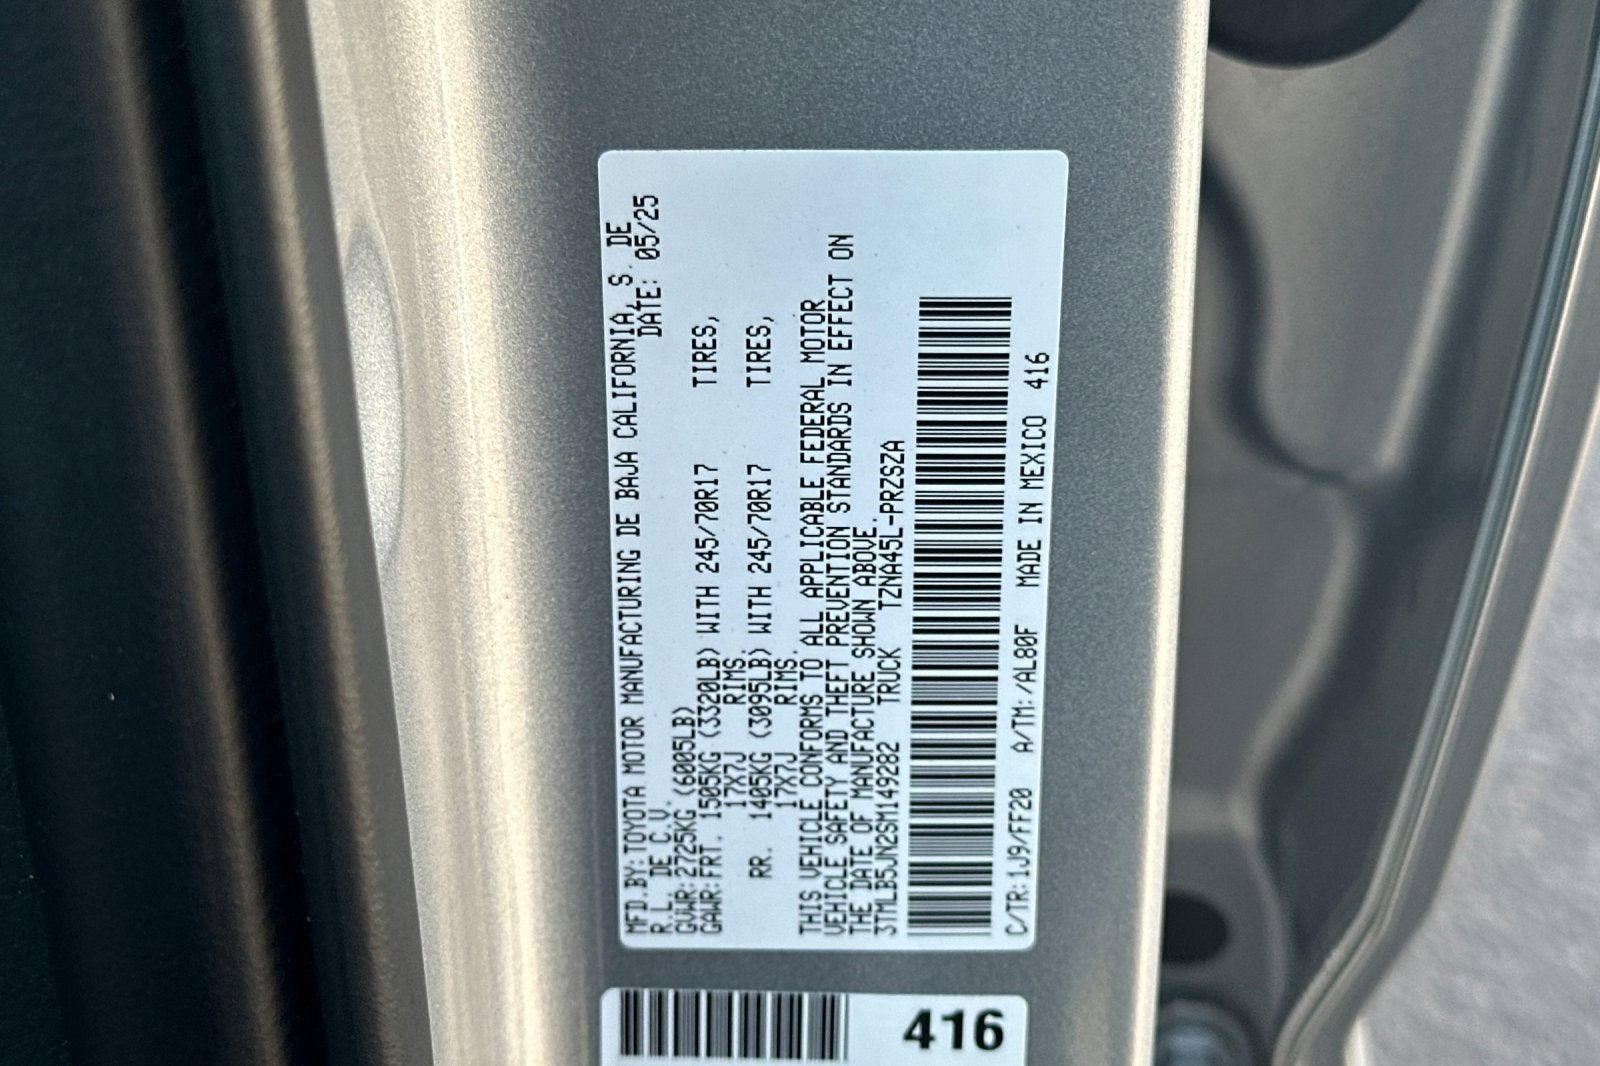 MFD.BY:TOYOTA MOTOR MANUFACTURING DE BAJA CALIFORNIA, S. DE
R.L. DE C.V. DATE: 05/25
GVWR:2725KG (6005LB)
GAWR:FRT. 1505KG (3320LB) WITH 245/70R17 TIRES,
17X7J RIMS.
RR. 1405KG (3095LB) WITH 245/70R17 TIRES,
17X7J RIMS.
THIS VEHICLE CONFORMS TO ALL APPLICABLE FEDERAL MOTOR
VEHICLE SAFETY AND THEFT PREVENTION STANDARDS IN EFFECT ON
THE DATE OF MANUFACTURE SHOWN ABOVE.
3TMLB5JN2SM149282 TRUCK TZNA45L-PRZSZA
C/TR:1J9/FF20 A/TM:/AL80F MADE IN MEXICO 416
416